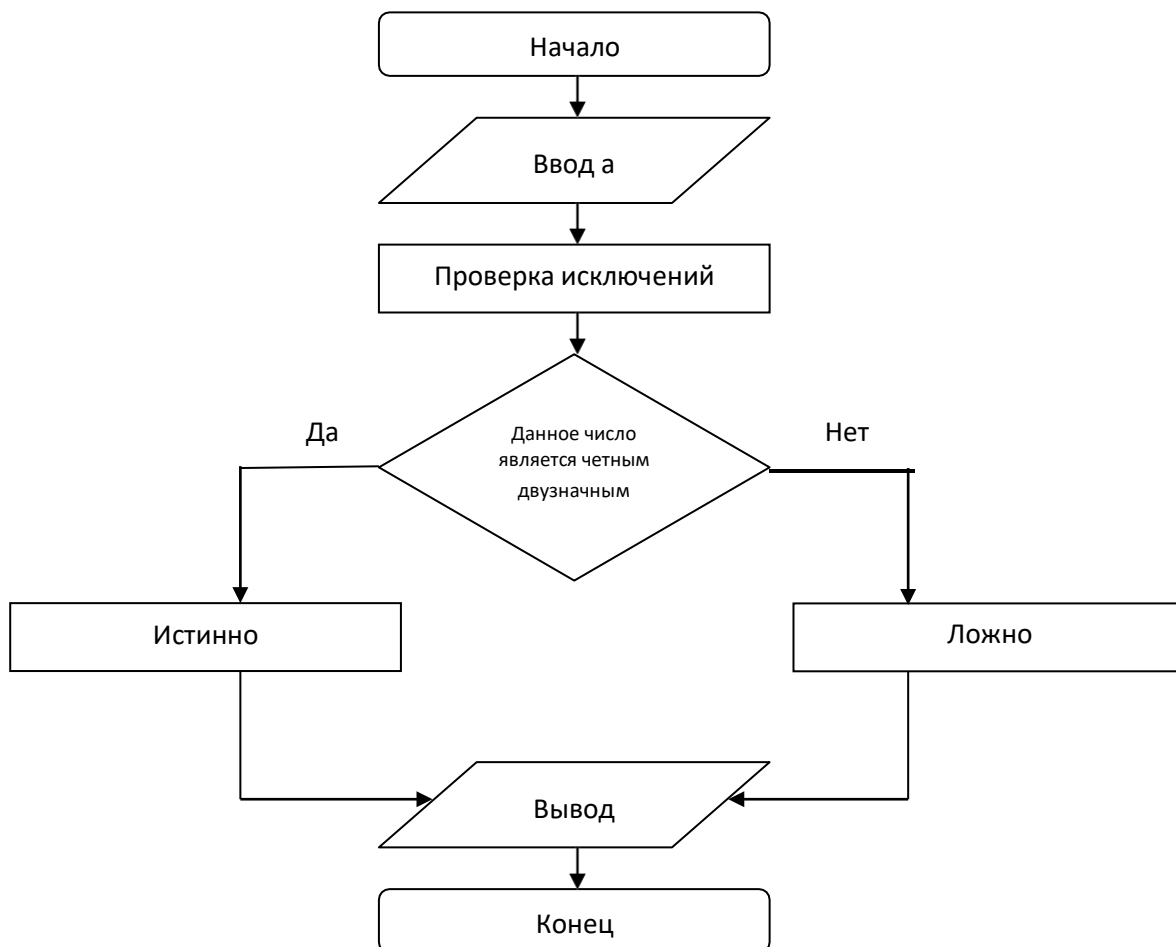 Начало
Ввод а
Проверка исключений
Да
Данное число
является четным
двузначным
Нет
Истинно
Ложно
Вывод
Конец